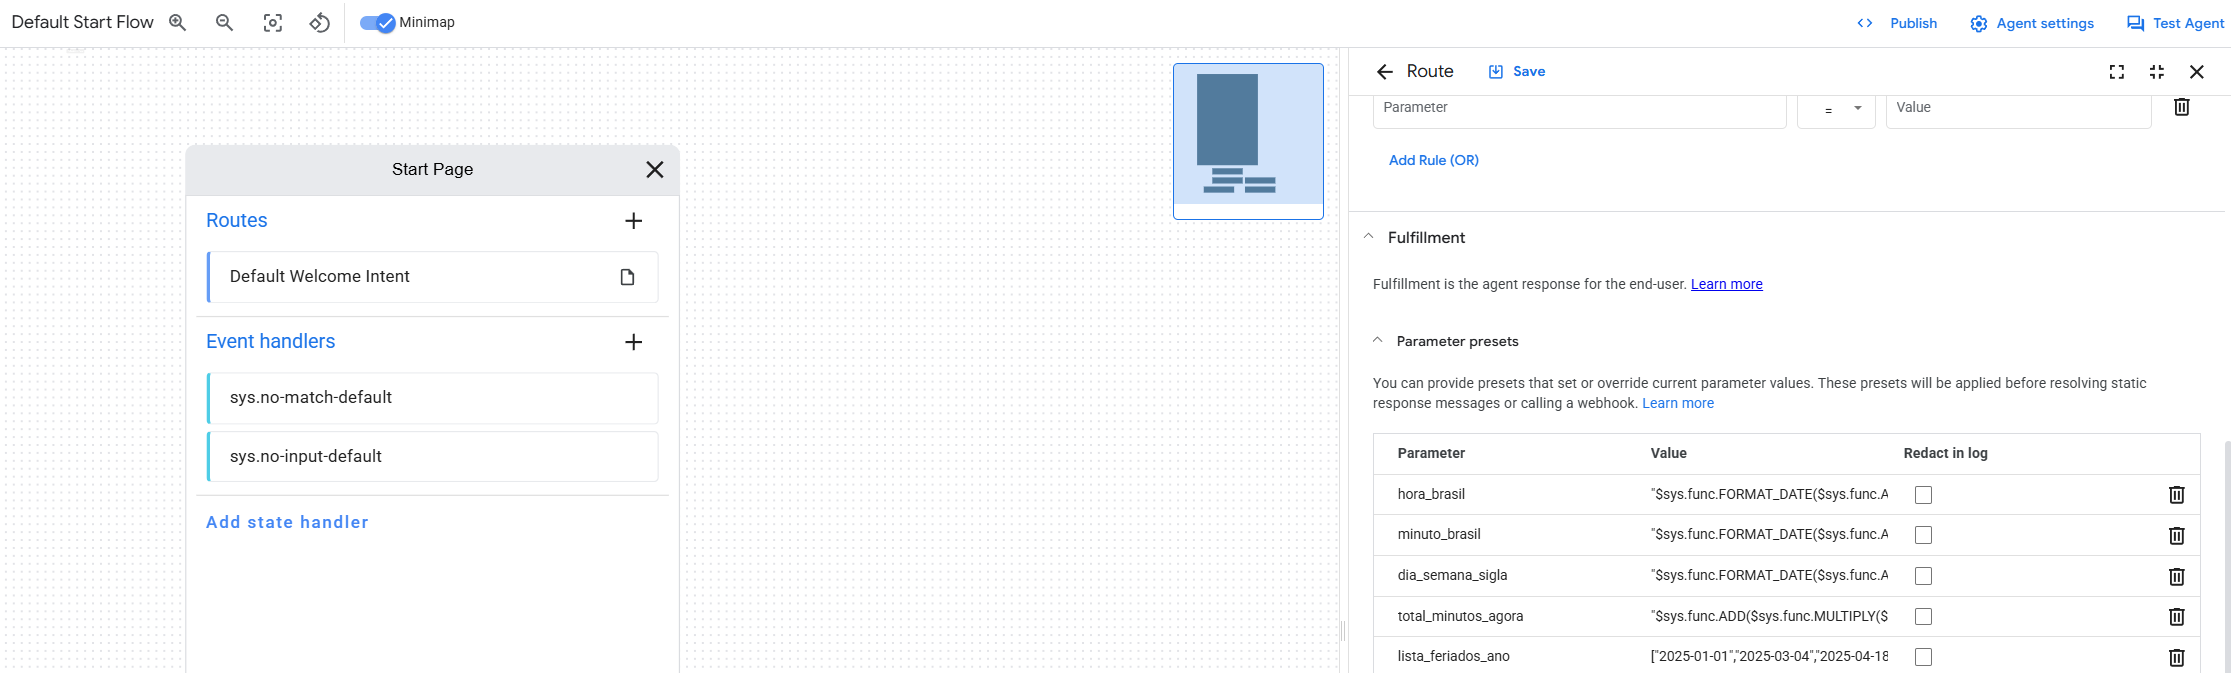 Default Start Flow
Minimap
Publish
Agent settings
Test Agent
Start Page
Routes
Default Welcome Intent
Event handlers
sys.no-match-default
sys.no-input-default
Add state handler
Route
Save
Parameter
=
Value
Add Rule (OR)
Fulfillment
Fulfillment is the agent response for the end-user. Learn more
Parameter presets
You can provide presets that set or override current parameter values. These presets will be applied before resolving static
response messages or calling a webhook. Learn more
Parameter Value Redact in log
hora_brasil "$sys.func.FORMAT_DATE($sys.func.A
minuto_brasil "$sys.func.FORMAT_DATE($sys.func.A
dia_semana_sigla "$sys.func.FORMAT_DATE($sys.func.A
total_minutos_agora "$sys.func.ADD($sys.func.MULTIPLY($
lista_feriados_ano ["2025-01-01","2025-03-04","2025-04-18